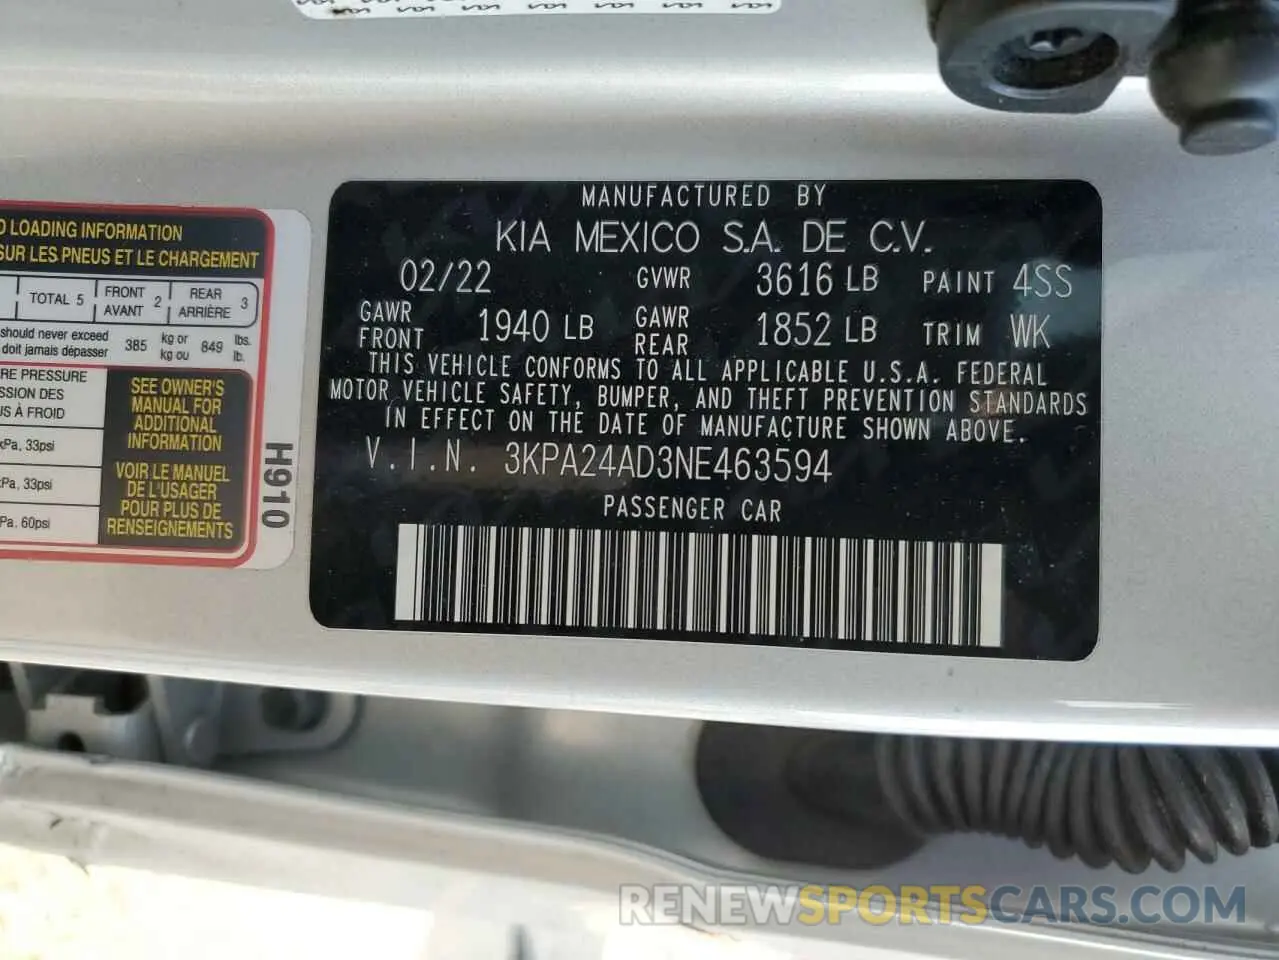 D LOADING INFORMATION
SUR LES PNEUS ET LE CHARGEMENT
TOTAL 5 FRONT AVANT 2 REAR ARRIÈRE 3
should never exceed
doit jamais dépasser 385 kg or kg ou 849 lbs. lb.
RE PRESSURE
SSION DES
US À FROID
kPa, 33psi
kPa, 33psi
Pa, 60psi
SEE OWNER'S
MANUAL FOR
ADDITIONAL
INFORMATION
VOIR LE MANUEL
DE L'USAGER
POUR PLUS DE
RENSEIGNEMENTS
H910
MANUFACTURED BY
KIA MEXICO S.A. DE C.V.
02/22 GVWR 3616 LB PAINT 4SS
GAWR FRONT 1940 LB GAWR REAR 1852 LB TRIM WK
THIS VEHICLE CONFORMS TO ALL APPLICABLE U.S.A. FEDERAL
MOTOR VEHICLE SAFETY, BUMPER, AND THEFT PREVENTION STANDARDS
IN EFFECT ON THE DATE OF MANUFACTURE SHOWN ABOVE.
V.I.N. 3KPA24AD3NE463594
PASSENGER CAR
RENEWSPORTSCARS.COM